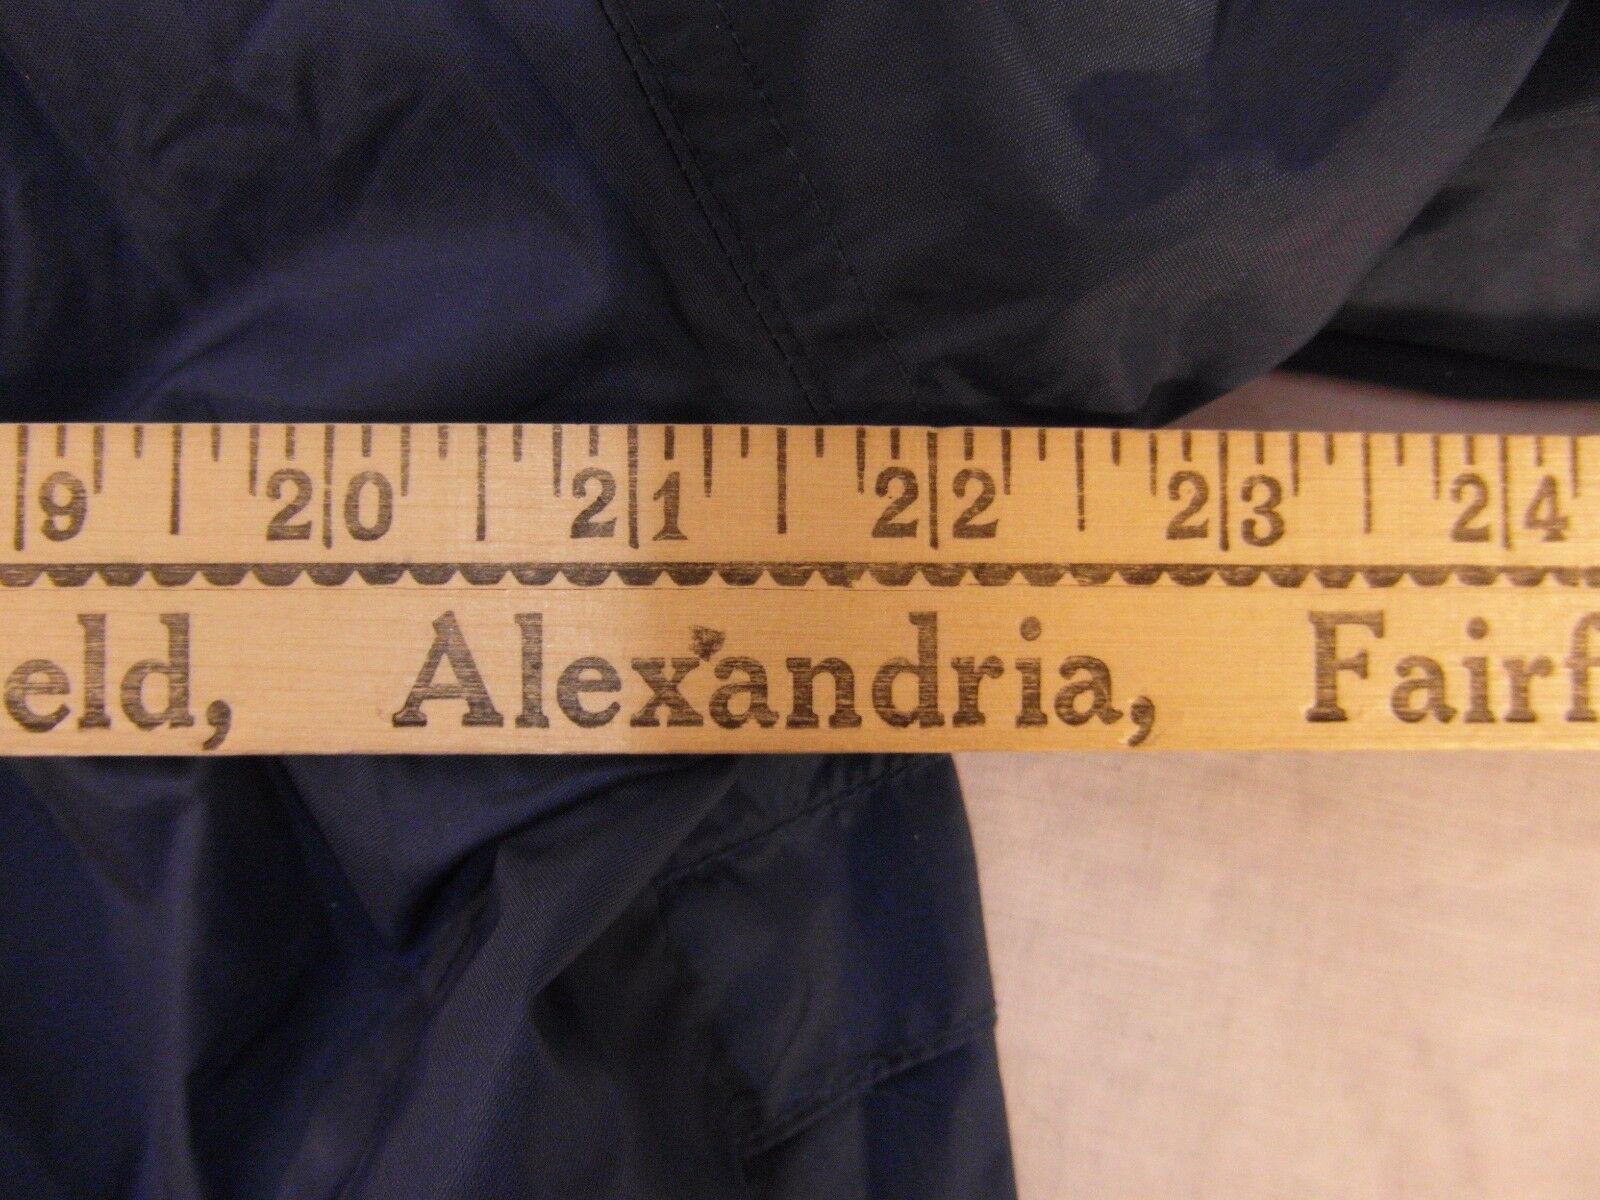 9 20 21 22 23 24
eld, Alexandria, Fairf